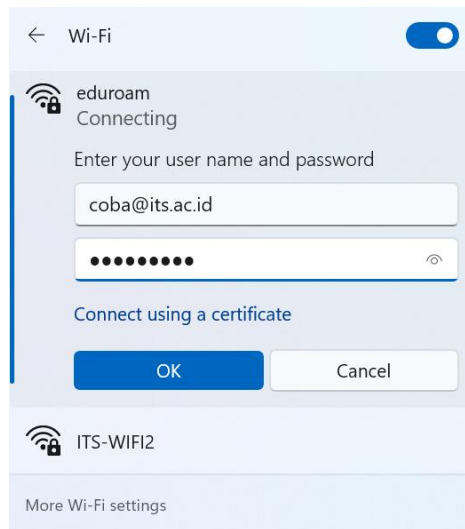 Wi-Fi
eduroam
Connecting
Enter your user name and password
coba@its.ac.id
●●●●●●●●●
Connect using a certificate
OK Cancel
ITS-WIFI2
More Wi-Fi settings